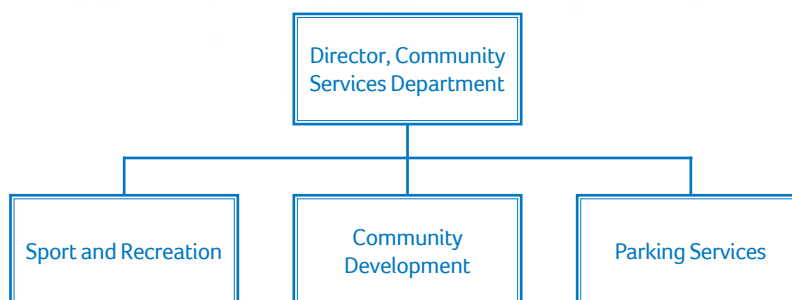 Director, Community
Services Department
Sport and Recreation
Community
Development
Parking Services